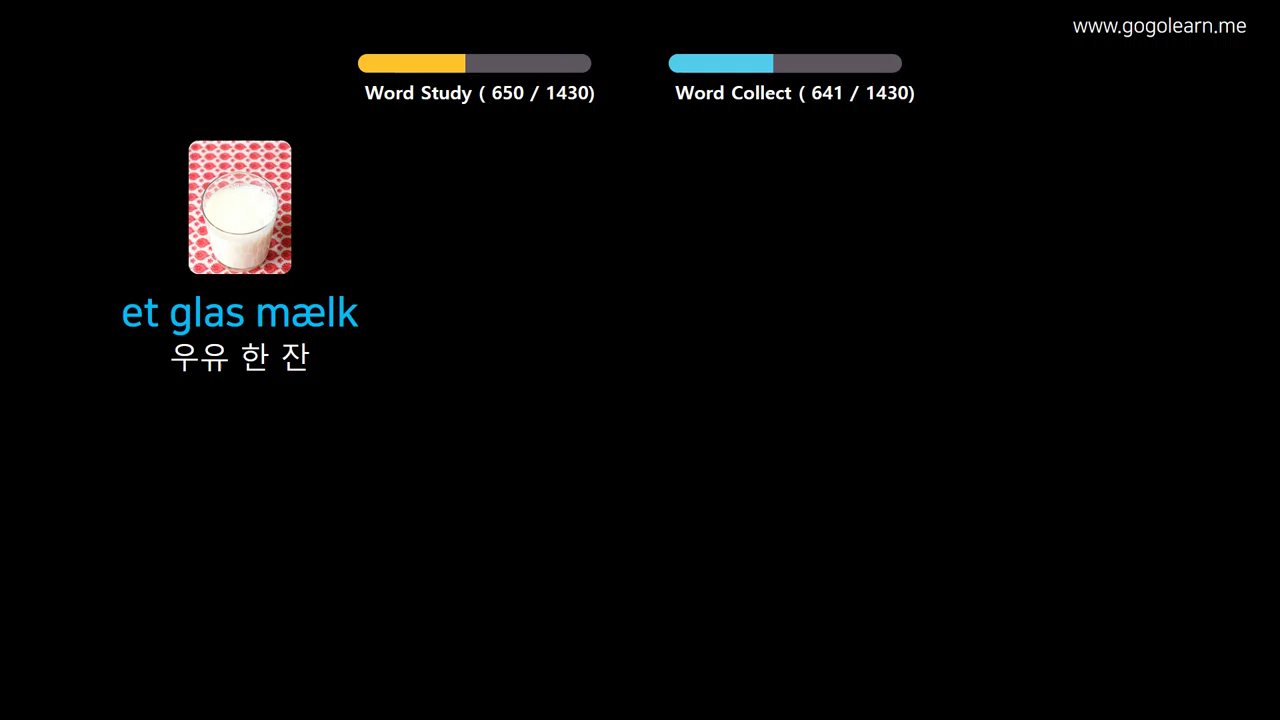 www.gogolearn.me
Word Study ( 650 / 1430)
Word Collect ( 641 / 1430)
et glas mælk
우유 한 잔